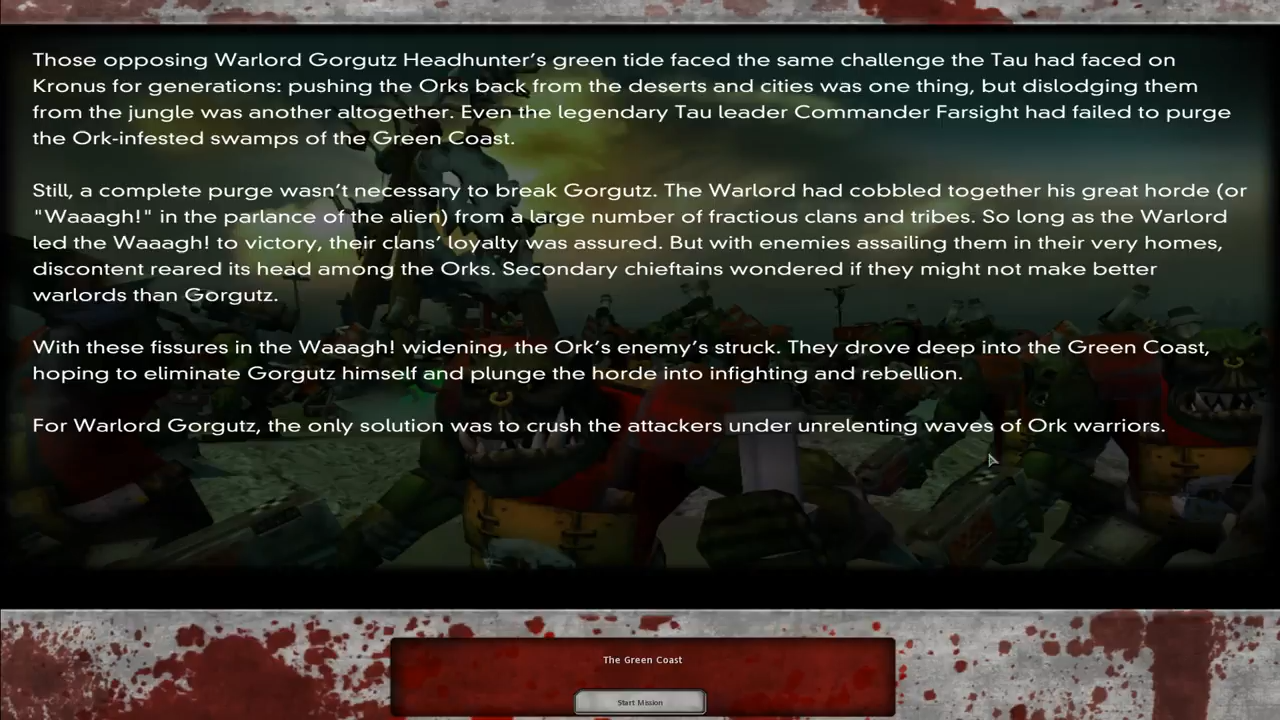 Those opposing Warlord Gorgutz Headhunter's green tide faced the same challenge the Tau had faced on
Kronus for generations: pushing the Orks back from the deserts and cities was one thing, but dislodging them
from the jungle was another altogether. Even the legendary Tau leader Commander Farsight had failed to purge
the Ork-infested swamps of the Green Coast.
Still, a complete purge wasn't necessary to break Gorgutz. The Warlord had cobbled together his great horde (or
"Waaagh!" in the parlance of the alien) from a large number of fractious clans and tribes. So long as the Warlord
led the Waaagh! to victory, their clans' loyalty was assured. But with enemies assailing them in their very homes,
discontent reared its head among the Orks. Secondary chieftains wondered if they might not make better
warlords than Gorgutz.
With these fissures in the Waaagh! widening, the Ork's enemy's struck. They drove deep into the Green Coast,
hoping to eliminate Gorgutz himself and plunge the horde into infighting and rebellion.
For Warlord Gorgutz, the only solution was to crush the attackers under unrelenting waves of Ork warriors.
The Green Coast
Start Mission